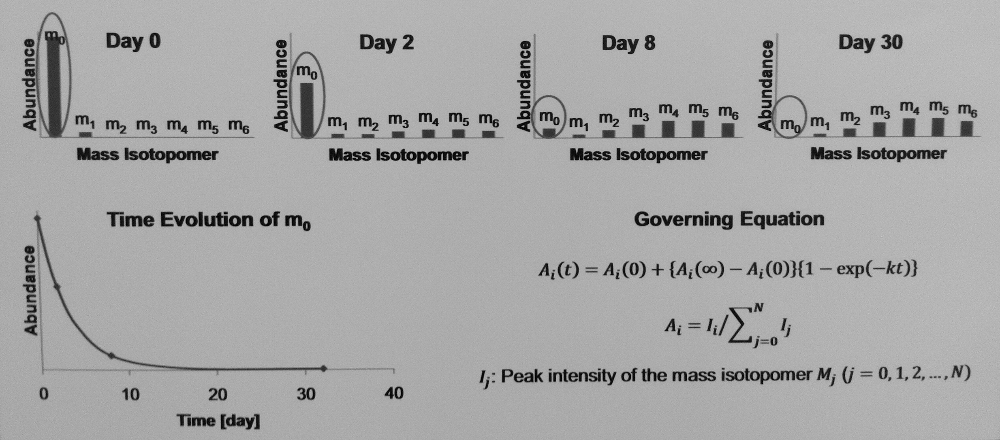 Day 0
Abundance
m₀
m₁ m₂ m₃ m₄ m₅ m₆
Mass Isotopomer
Day 2
Abundance
m₀
m₁ m₂ m₃ m₄ m₅ m₆
Mass Isotopomer
Day 8
Abundance
m₀ m₁ m₂ m₃ m₄ m₅ m₆
Mass Isotopomer
Day 30
Abundance
m₀ m₁ m₂ m₃ m₄ m₅ m₆
Mass Isotopomer
Time Evolution of m₀
Abundance
0 10 20 30 40
Time [day]
Governing Equation
Aᵢ(t) = Aᵢ(0) + {Aᵢ(∞) − Aᵢ(0)}{1 − exp(−kt)}
Aᵢ = Iᵢ/∑ᴺⱼ₌₀ Iⱼ
Iⱼ: Peak intensity of the mass isotopomer Mⱼ (j = 0, 1, 2, ..., N)